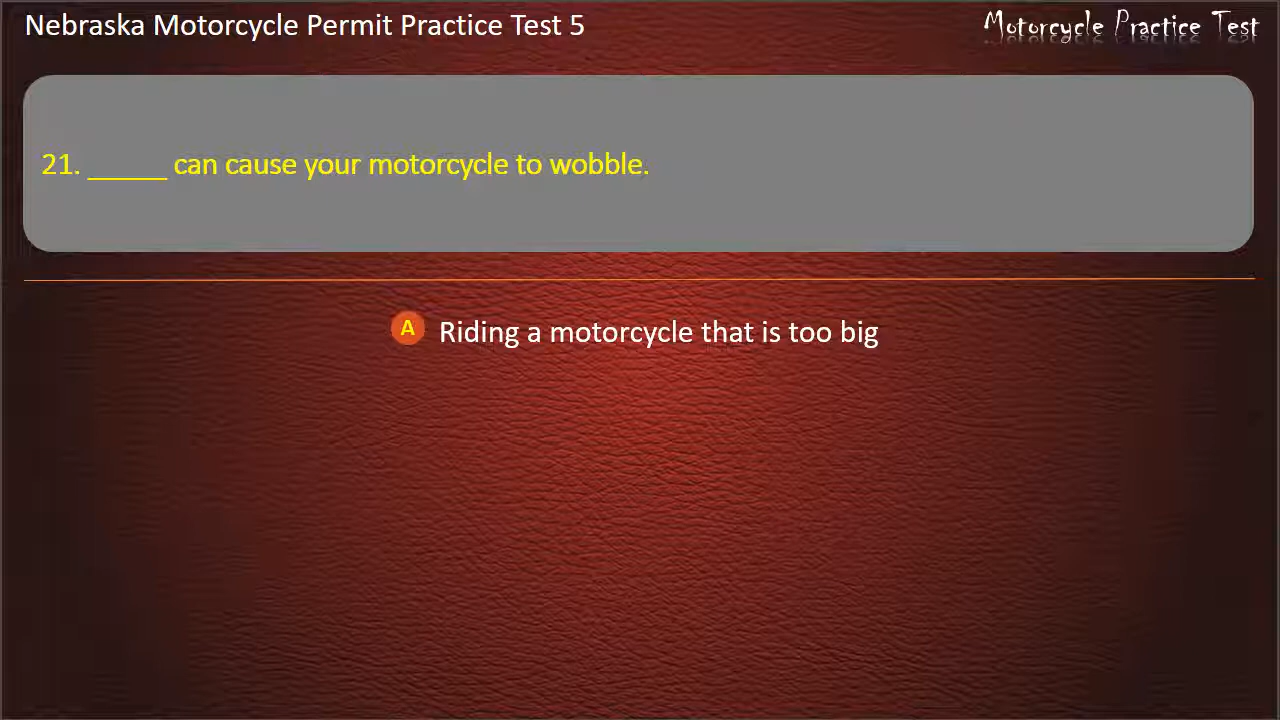 Nebraska Motorcycle Permit Practice Test 5
Motorcycle Practice Test
21. _____ can cause your motorcycle to wobble.
A Riding a motorcycle that is too big